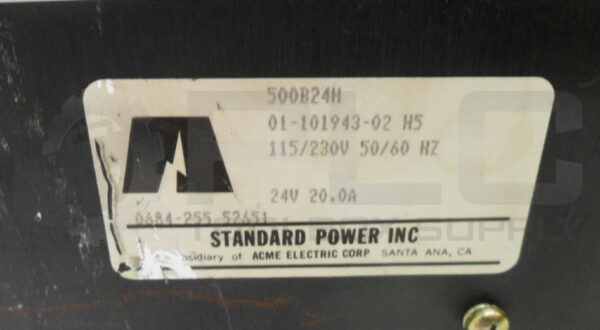 500B24H
01-101943-02 H5
115/230V 50/60 HZ
24V 20.0A
0684-255 52651
STANDARD POWER INC
sidiary of ACME ELECTRIC CORP SANTA ANA, CA
PLC